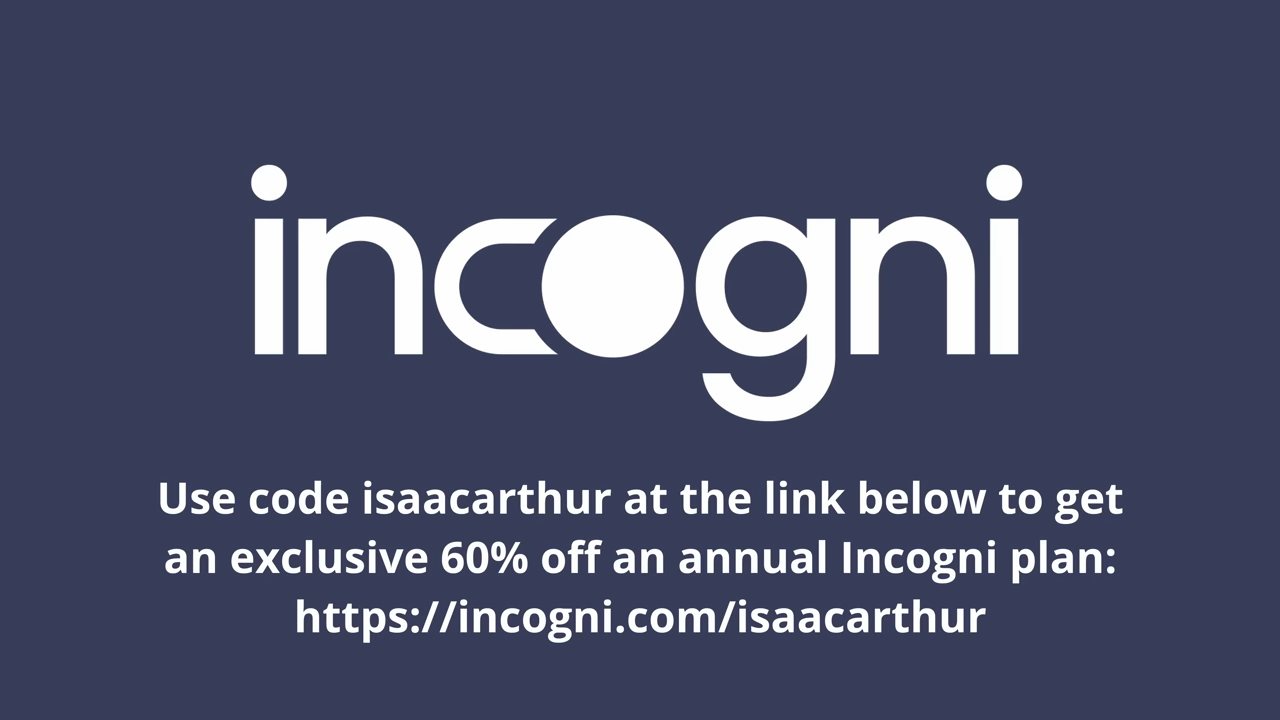 incogni
Use code isaacarthur at the link below to get
an exclusive 60% off an annual Incogni plan:
https://incogni.com/isaacarthur